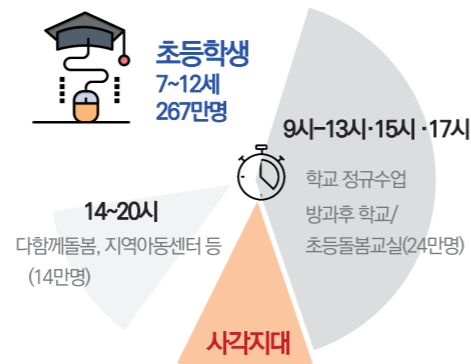 초등학생
7~12세
267만명
9시-13시·15시·17시
학교 정규수업
방과후 학교/
초등돌봄교실(24만명)
14~20시
다함께돌봄, 지역아동센터 등
(14만명)
사각지대